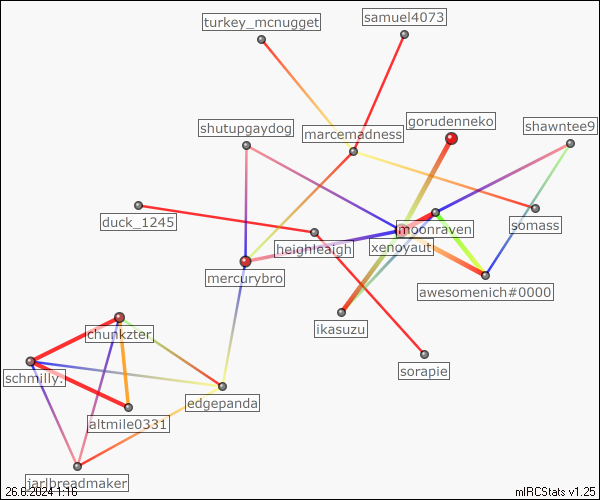 turkey_mcnugget
samuel4073
gorudenneko
shawntee9
shutupgaydog
marcemadness
duck_1245
heighleaigh
moonraven
somass
xenoyaut
mercurybro
awesomenich#0000
ikasuzu
chunkzter
sorapie
schmilly.
edgepanda
altmile0331
jarlbreadmaker
26.6.2024 1:16
mIRCStats v1.25